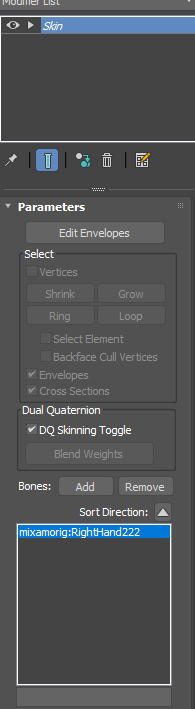 Modifier List
Skin
Parameters
Edit Envelopes
Select
Vertices
Shrink Grow
Ring Loop
Select Element
Backface Cull Vertices
Envelopes
Cross Sections
Dual Quaternion
DQ Skinning Toggle
Blend Weights
Bones: Add Remove
Sort Direction:
mixamorig:RightHand222